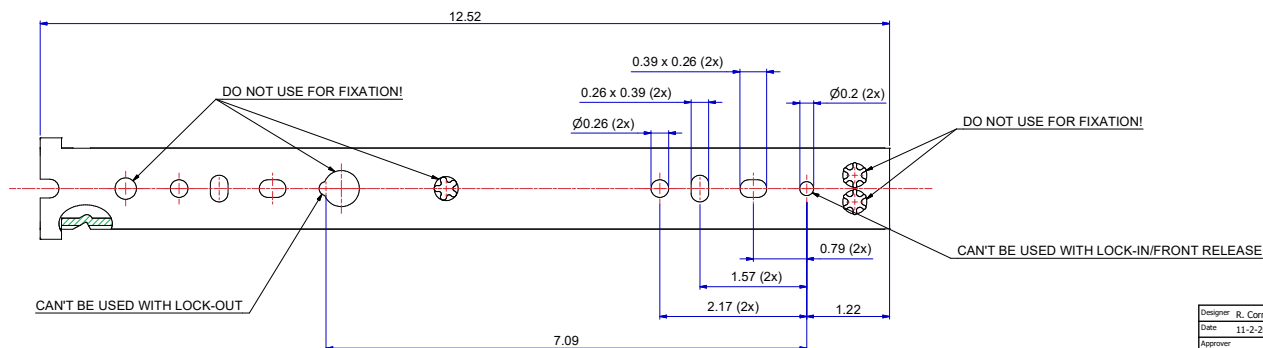 12.52
0.39 x 0.26 (2x)
DO NOT USE FOR FIXATION!
0.26 x 0.39 (2x)
Ø0.2 (2x)
Ø0.26 (2x)
DO NOT USE FOR FIXATION!
0.79 (2x)
CAN'T BE USED WITH LOCK-IN/FRONT RELEASE
1.57 (2x)
CAN'T BE USED WITH LOCK-OUT
2.17 (2x)
1.22
7.09
Designer R.
Date 11-2-2
Approver